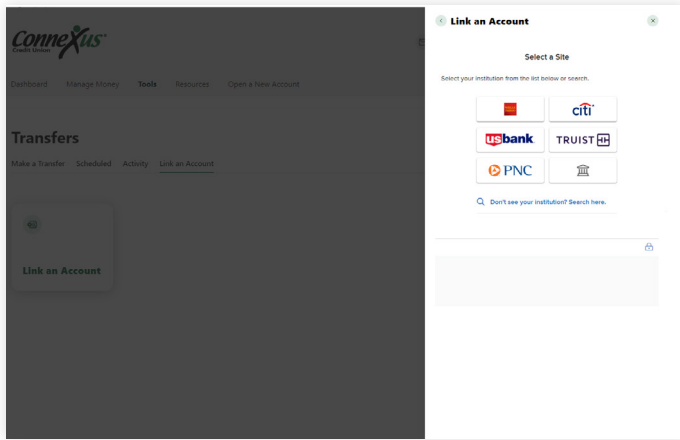 Link an Account
Connexus
Credit Union
Select a Site
Select your institution from the list below or search.
Dashboard Manage Money Tools Resources Open a New Account
citi
usbank
TRUIST
Transfers
Make a Transfer Scheduled Activity Link an Account
PNC
Don't see your institution? Search here.
Link an Account